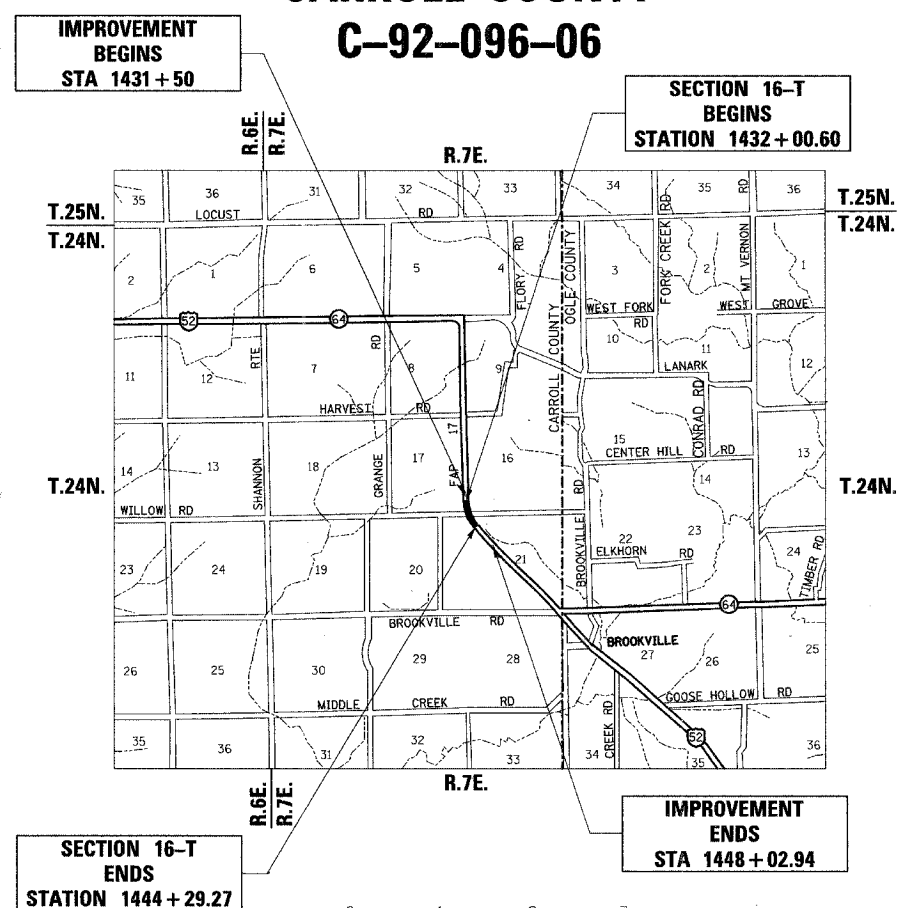 C-92-096-06
IMPROVEMENT
BEGINS
STA 1431+50
SECTION 16-T
BEGINS
STATION 1432+00.60
R.6E.
R.7E.
R.7E.
T.25N.
T.24N.
T.25N.
T.24N.
35
36
31
32
33
34
35
36
LOCUST RD
2
1
6
5
4
3
2
1
FLORY RD
CARROLL COUNTY
OGLE COUNTY
FORK CREEK RD
MT VERNON RD
WEST FORK RD
WEST GROVE
52
64
11
12
7
8
9
10
11
12
LANARK
SHANNON RTE
GRANGE RD
HARVEST RD
CONRAD RD
FAP 17
T.24N.
14
13
18
17
16
15
14
13
CENTER HILL RD
T.24N.
WILLOW RD
BROOKVILLE RD
23
24
19
20
21
22
23
24
ELKHORN RD
TIMBER RD
64
BROOKVILLE RD
BROOKVILLE
26
25
30
29
28
27
26
25
MIDDLE CREEK RD
GOOSE HOLLOW RD
CREEK RD
52
35
36
31
32
33
34
35
36
R.6E.
R.7E.
R.7E.
SECTION 16-T
ENDS
STATION 1444+29.27
IMPROVEMENT
ENDS
STA 1448+02.94